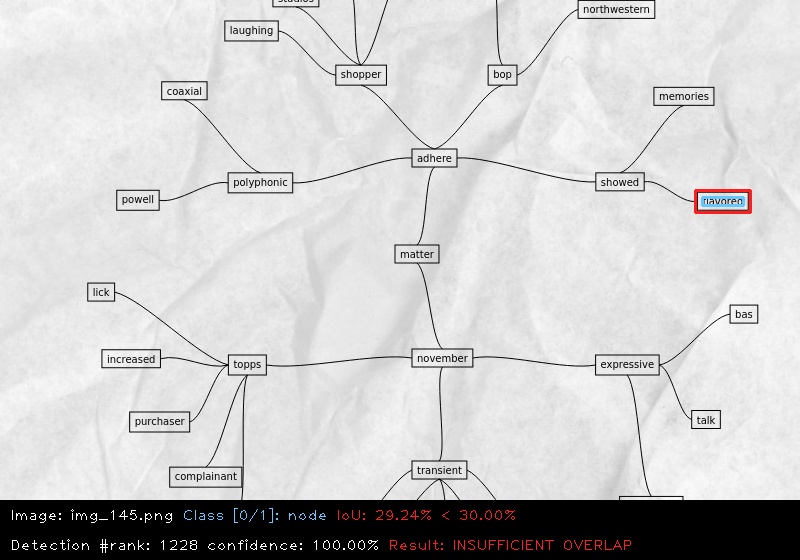 studios
northwestern
laughing
shopper
bop
coaxial
memories
adhere
polyphonic
showed
powell
matter
lick
bas
november
increased
topps
expressive
purchaser
talk
transient
complainant
Image: img_145.png Class [0/1]: node IoU: 29.24% < 30.00%
Detection #rank: 1228 confidence: 100.00% Result: INSUFFICIENT OVERLAP